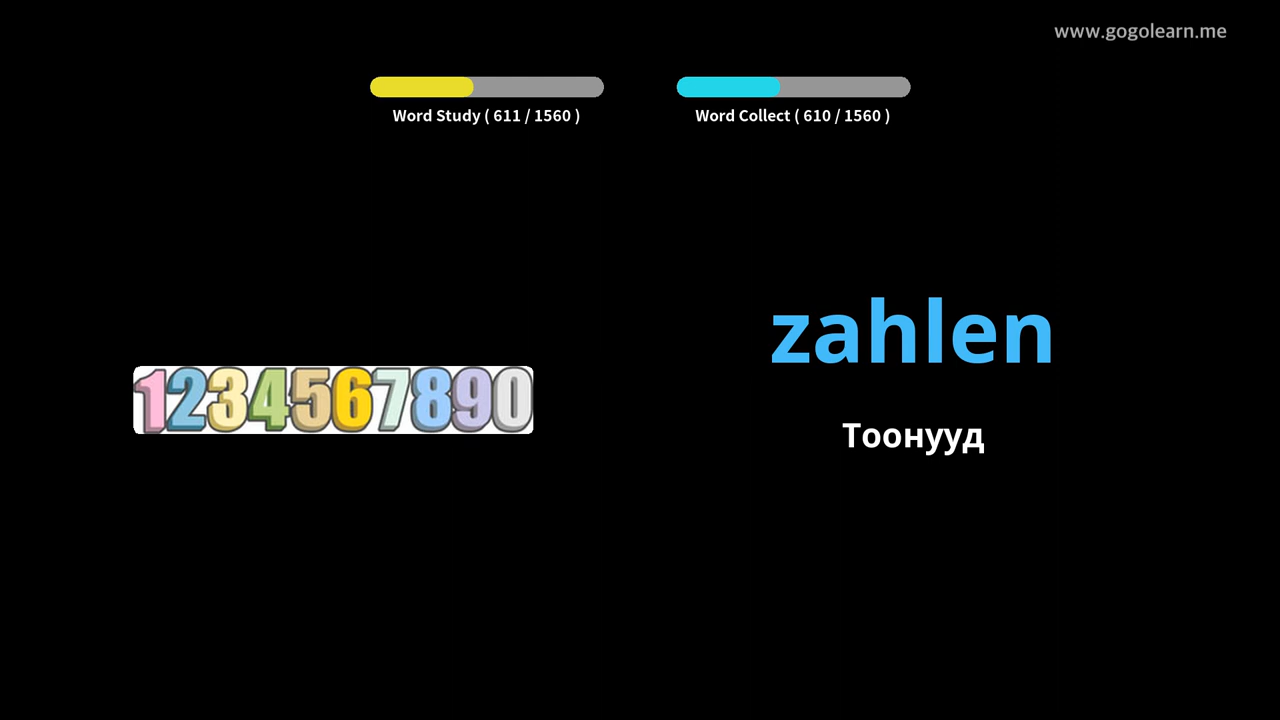 www.gogolearn.me
Word Study ( 611 / 1560 )
Word Collect ( 610 / 1560 )
zahlen
1234567890
Тоонууд